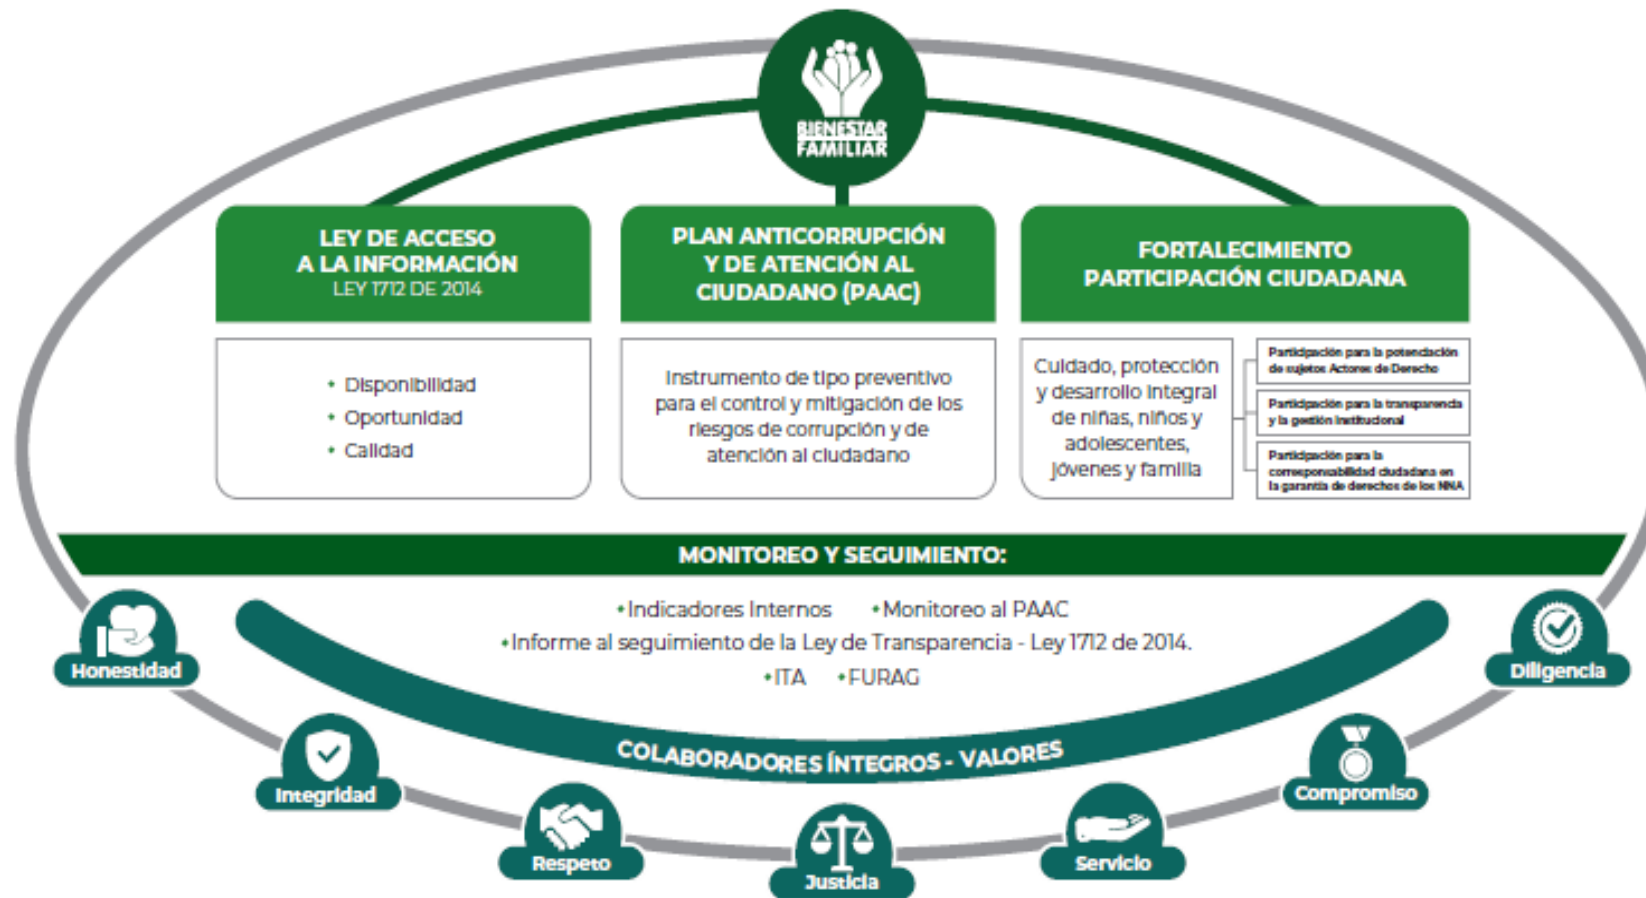 BIENESTAR
FAMILIAR
LEY DE ACCESO
A LA INFORMACIÓN
LEY 1712 DE 2014
• Disponibilidad
• Oportunidad
• Calidad
PLAN ANTICORRUPCIÓN
Y DE ATENCIÓN AL
CIUDADANO (PAAC)
Instrumento de tipo preventivo
para el control y mitigación de los
riesgos de corrupción y de
atención al ciudadano
FORTALECIMIENTO
PARTICIPACIÓN CIUDADANA
Cuidado, protección
y desarrollo integral
de niñas, niños y
adolescentes,
jóvenes y familia
Participación para la potenciación
de sujetos Actores de Derecho
Participación para la transparencia
y la gestión institucional
Participación para la
corresponsabilidad ciudadana en
la garantía de derechos de los NNA
MONITOREO Y SEGUIMIENTO:
•Indicadores Internos •Monitoreo al PAAC
•Informe al seguimiento de la Ley de Transparencia - Ley 1712 de 2014.
•ITA •FURAG
COLABORADORES ÍNTEGROS - VALORES
Honestidad
Integridad
Respeto
Justicia
Servicio
Compromiso
Diligencia